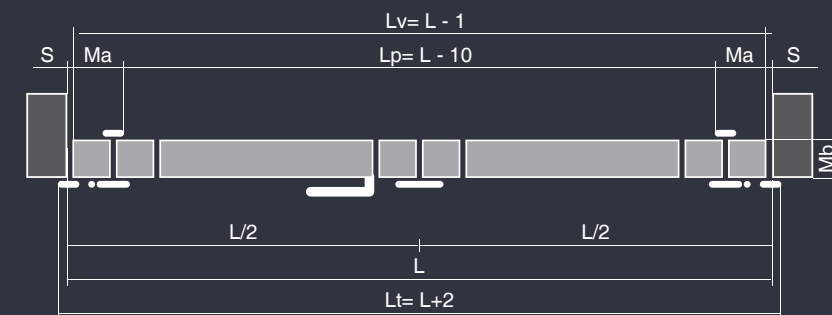 Lv= L - 1
S Ma Lp= L - 10 Ma S
Mb
L/2 L/2
L
Lt= L+2